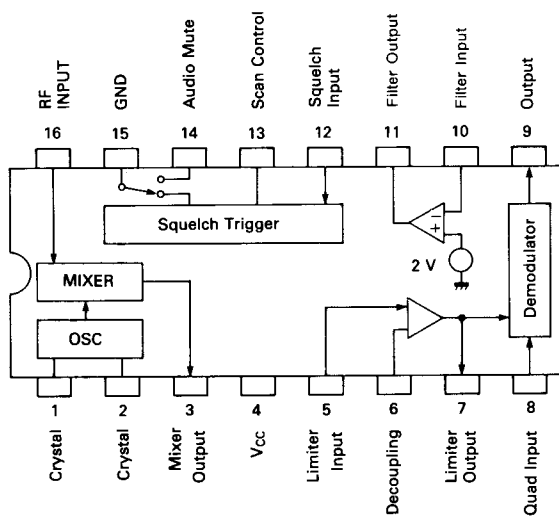 RF
INPUT
GND
Audio Mute
Scan Control
Squelch
Input
Filter Output
Filter Input
Output
16
15
14
13
12
11
10
9
Squelch Trigger
−
+
2 V
MIXER
OSC
Demodulator
1
2
3
4
5
6
7
8
Crystal
Crystal
Mixer
Output
VCC
Limiter
Input
Decoupling
Limiter
Output
Quad Input